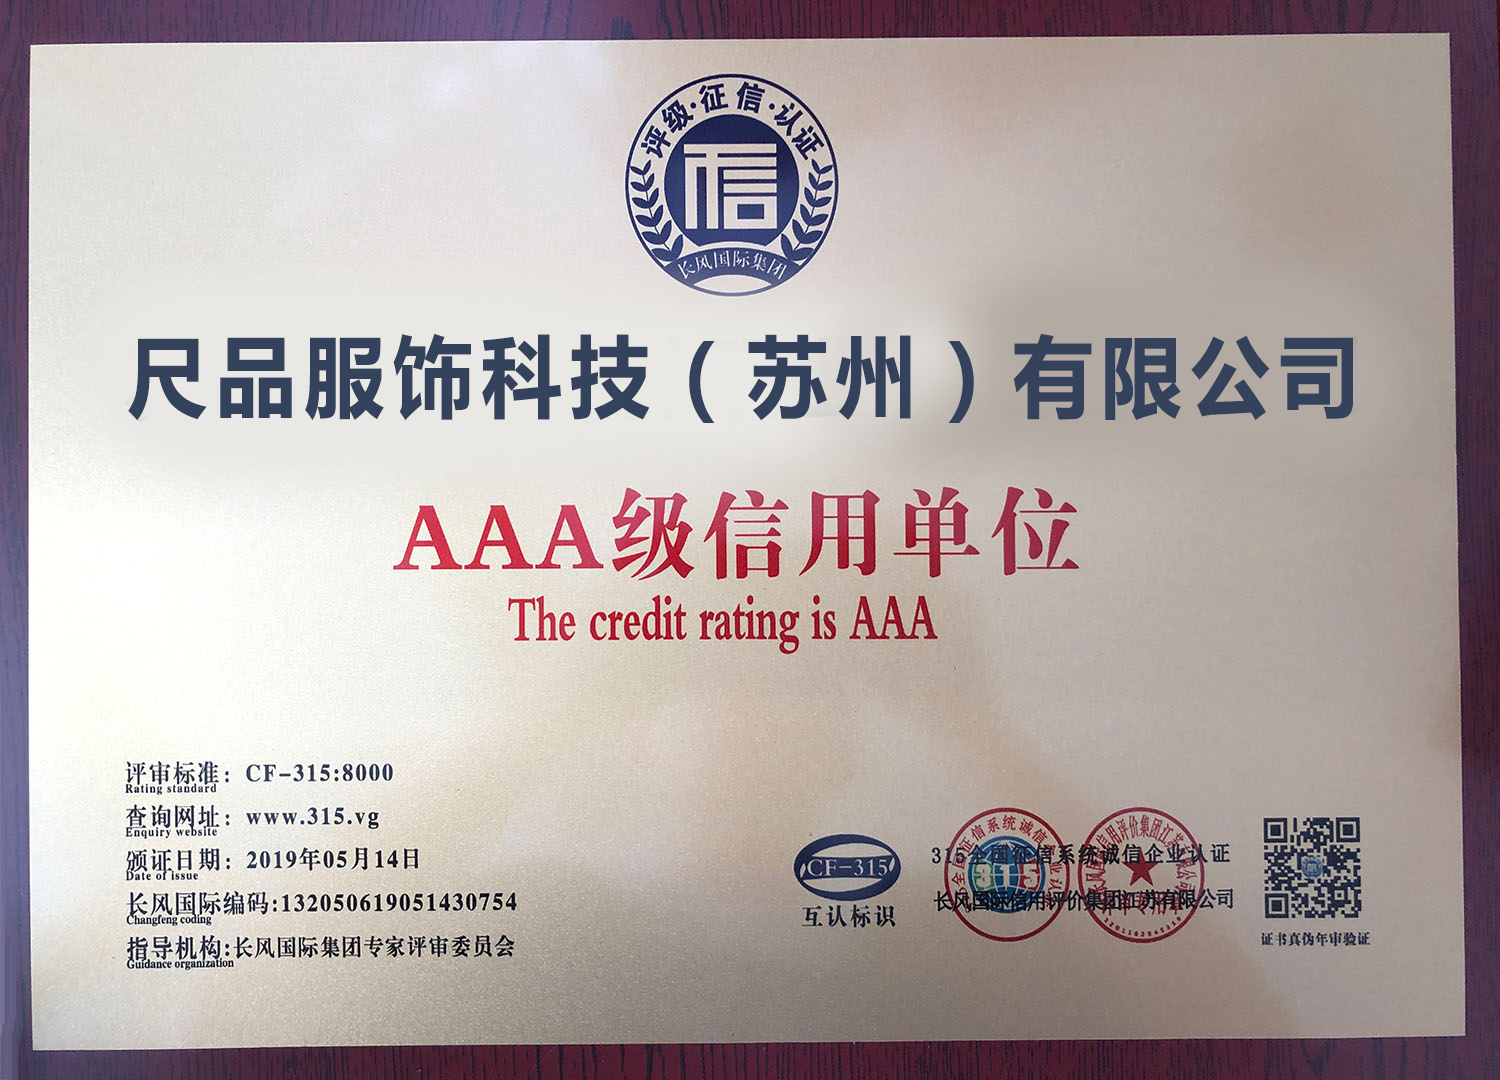 评级·征信·认证
信
长风国际集团
尺品服饰科技（苏州）有限公司
AAA级信用单位
The credit rating is AAA
评审标准：CF-315:8000
Rating standard
查询网址：www.315.vg
Enquiry website
颁证日期：2019年05月14日
Date of issue
长风国际编码:132050619051430754
Changfeng coding
指导机构:长风国际集团专家评审委员会
Guidance organization
CF-315
互认标识
315全国征信系统诚信企业认证
长风国际信用评价集团江苏有限公司
315
证书真伪年审验证